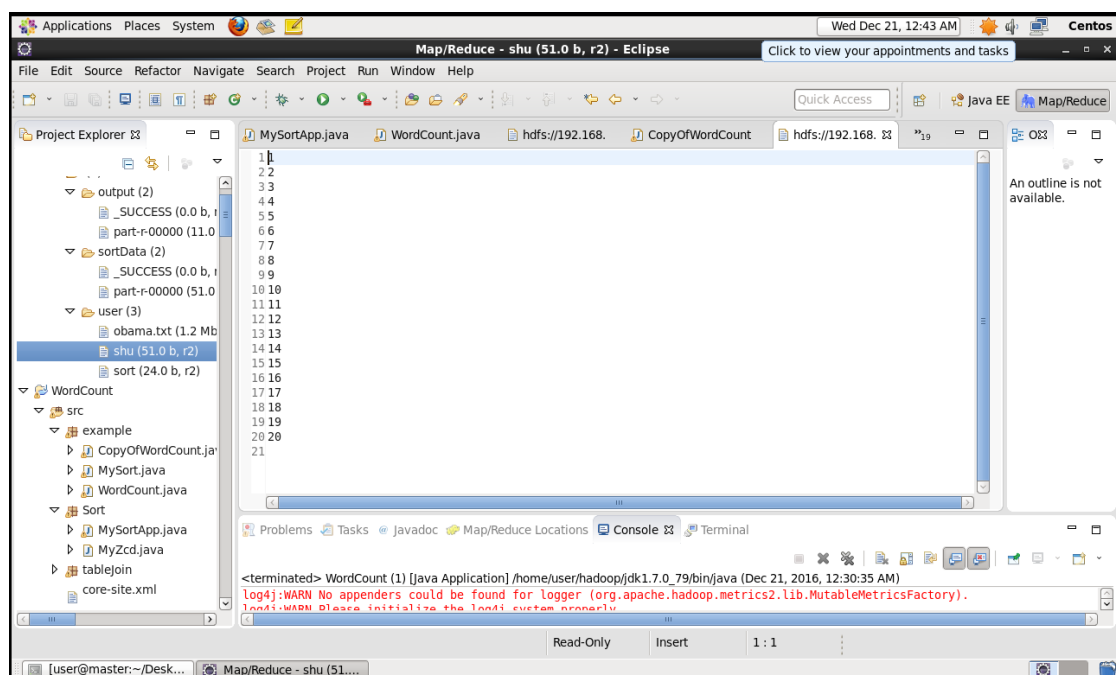 Applications Places System Wed Dec 21, 12:43 AM Centos
Map/Reduce - shu (51.0 b, r2) - Eclipse
Click to view your appointments and tasks
File Edit Source Refactor Navigate Search Project Run Window Help
Quick Access Java EE Map/Reduce
Project Explorer MySortApp.java WordCount.java hdfs://192.168. CopyOfWordCount hdfs://192.168. »19 O
output (2)
_SUCCESS (0.0 b, r
part-r-00000 (11.0
sortData (2)
_SUCCESS (0.0 b, r
part-r-00000 (51.0
user (3)
obama.txt (1.2 Mb
shu (51.0 b, r2)
sort (24.0 b, r2)
WordCount
src
example
CopyOfWordCount.ja
MySort.java
WordCount.java
Sort
MySortApp.java
MyZcd.java
tableJoin
core-site.xml
1 1
2 2
3 3
4 4
5 5
6 6
7 7
8 8
9 9
10 10
11 11
12 12
13 13
14 14
15 15
16 16
17 17
18 18
19 19
20 20
21
An outline is not
available.
Problems Tasks @ Javadoc Map/Reduce Locations Console Terminal
<terminated> WordCount (1) [Java Application] /home/user/hadoop/jdk1.7.0_79/bin/java (Dec 21, 2016, 12:30:35 AM)
log4j:WARN No appenders could be found for logger (org.apache.hadoop.metrics2.lib.MutableMetricsFactory).
log4j:WARN Please initialize the log4j system properly
Read-Only Insert 1 : 1
[user@master:~/Desk... Map/Reduce - shu (51....